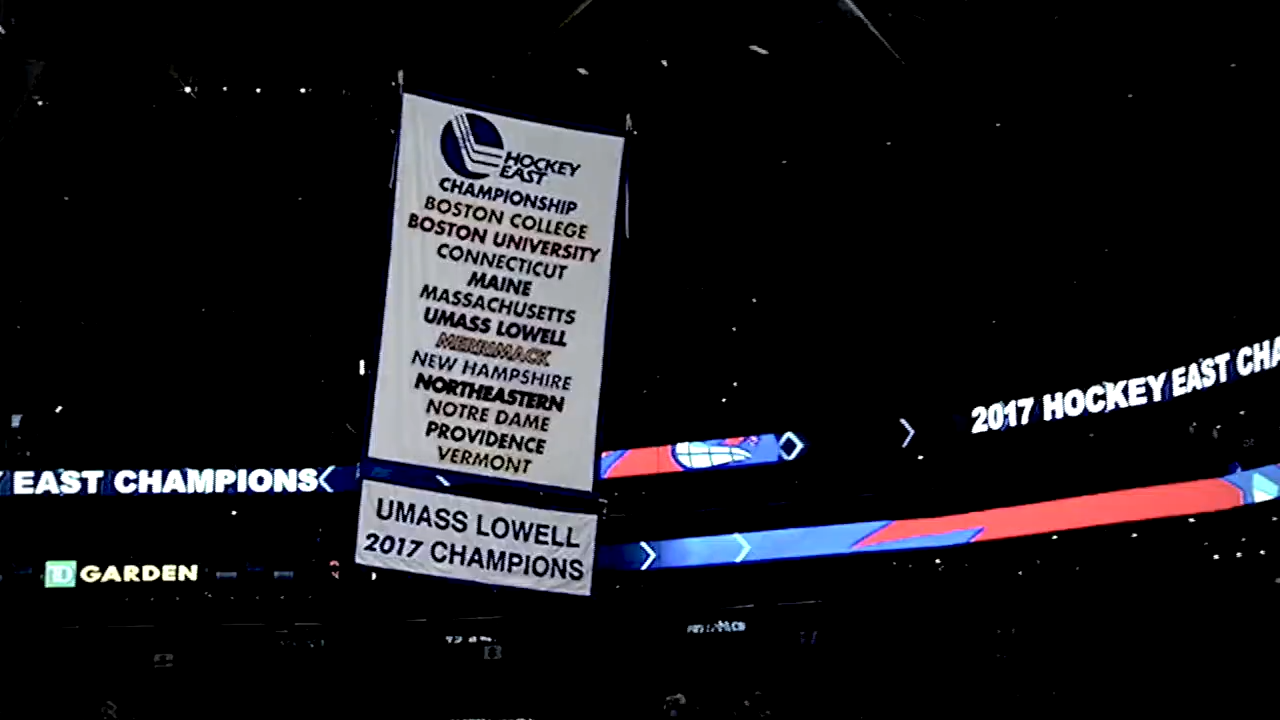 HOCKEY
EAST
CHAMPIONSHIP
BOSTON COLLEGE
BOSTON UNIVERSITY
CONNECTICUT
MAINE
MASSACHUSETTS
UMASS LOWELL
MERRIMACK
NEW HAMPSHIRE
NORTHEASTERN
NOTRE DAME
PROVIDENCE
VERMONT
UMASS LOWELL
2017 CHAMPIONS
EAST CHAMPIONS
2017 HOCKEY EAST CHA
TD GARDEN